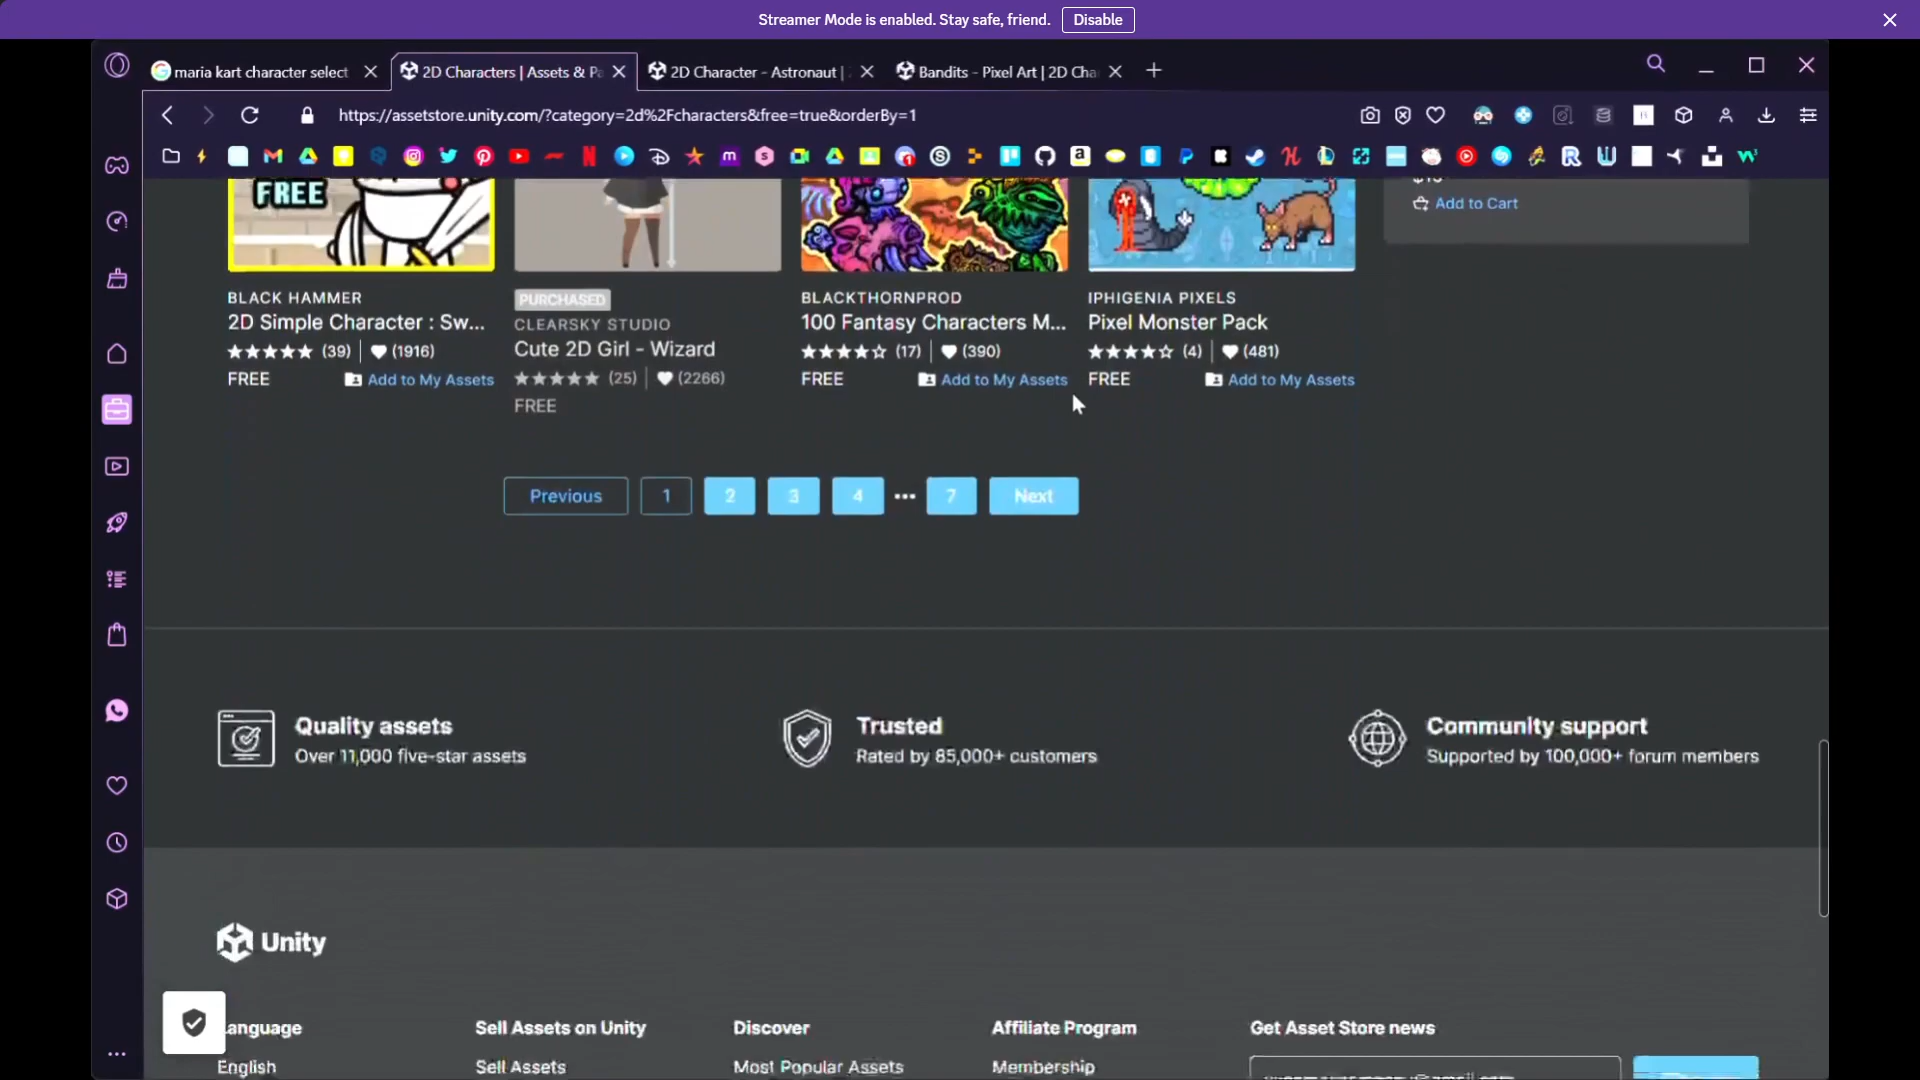 Streamer Mode is enabled. Stay safe, friend. Disable
maria kart character select
2D Characters | Assets & Pa
2D Character - Astronaut |
Bandits - Pixel Art | 2D Cha
https://assetstore.unity.com/?category=2d%2Fcharacters&free=true&orderBy=1
FREE
Add to Cart
BLACK HAMMER
2D Simple Character : Sw...
(39) (1916)
FREE Add to My Assets
PURCHASED
CLEARSKY STUDIO
Cute 2D Girl - Wizard
(25) (2266)
FREE
BLACKTHORNPROD
100 Fantasy Characters M...
(17) (390)
FREE Add to My Assets
IPHIGENIA PIXELS
Pixel Monster Pack
(4) (481)
FREE Add to My Assets
Previous 1 2 3 4 ••• 7 Next
Quality assets
Over 11,000 five-star assets
Trusted
Rated by 85,000+ customers
Community support
Supported by 100,000+ forum members
Unity
Language Sell Assets on Unity Discover Affiliate Program Get Asset Store news
English Sell Assets Most Popular Assets Membership